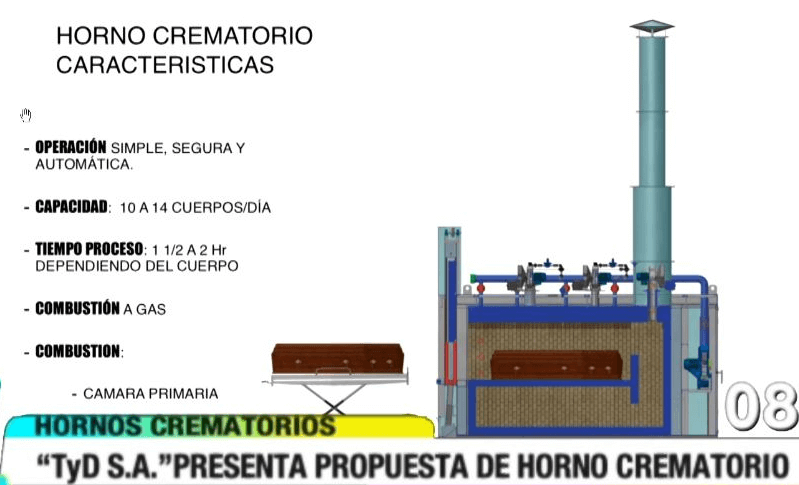 HORNO CREMATORIO
CARACTERISTICAS
- OPERACIÓN SIMPLE, SEGURA Y
AUTOMÁTICA.
- CAPACIDAD: 10 A 14 CUERPOS/DÍA
- TIEMPO PROCESO: 1 1/2 A 2 Hr
DEPENDIENDO DEL CUERPO
- COMBUSTIÓN A GAS
- COMBUSTION:
- CAMARA PRIMARIA
08
HORNOS CREMATORIOS
“TyD S.A.”PRESENTA PROPUESTA DE HORNO CREMATORIO